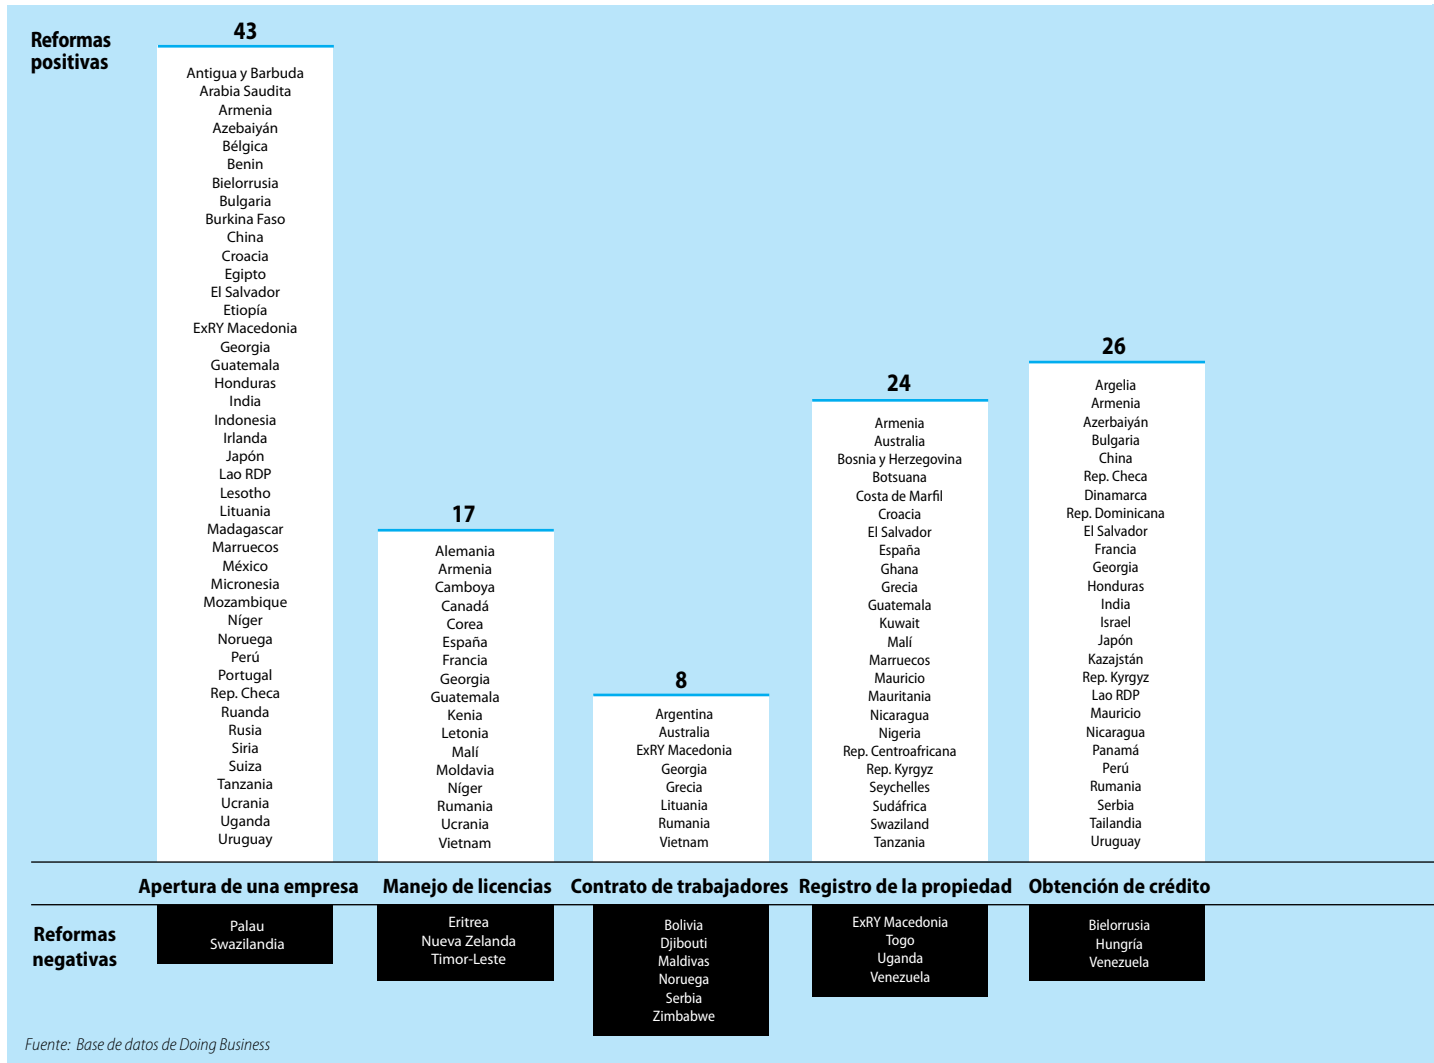 Reformas
positivas
43
Antigua y Barbuda
Arabia Saudita
Armenia
Azebaiyán
Bélgica
Benin
Bielorrusia
Bulgaria
Burkina Faso
China
Croacia
Egipto
El Salvador
Etiopía
ExRY Macedonia
Georgia
Guatemala
Honduras
India
Indonesia
Irlanda
Japón
Lao RDP
Lesotho
Lituania
Madagascar
Marruecos
México
Micronesia
Mozambique
Níger
Noruega
Perú
Portugal
Rep. Checa
Ruanda
Rusia
Siria
Suiza
Tanzania
Ucrania
Uganda
Uruguay
17
Alemania
Armenia
Camboya
Canadá
Corea
España
Francia
Georgia
Guatemala
Kenia
Letonia
Malí
Moldavia
Níger
Rumania
Ucrania
Vietnam
8
Argentina
Australia
ExRY Macedonia
Georgia
Grecia
Lituania
Rumania
Vietnam
24
Armenia
Australia
Bosnia y Herzegovina
Botsuana
Costa de Marfil
Croacia
El Salvador
España
Ghana
Grecia
Guatemala
Kuwait
Malí
Marruecos
Mauricio
Mauritania
Nicaragua
Nigeria
Rep. Centroafricana
Rep. Kyrgyz
Seychelles
Sudáfrica
Swaziland
Tanzania
26
Argelia
Armenia
Azerbaiyán
Bulgaria
China
Rep. Checa
Dinamarca
Rep. Dominicana
El Salvador
Francia
Georgia
Honduras
India
Israel
Japón
Kazajstán
Rep. Kyrgyz
Lao RDP
Mauricio
Nicaragua
Panamá
Perú
Rumania
Serbia
Tailandia
Uruguay
Apertura de una empresa
Manejo de licencias
Contrato de trabajadores
Registro de la propiedad
Obtención de crédito
Reformas
negativas
Palau
Swazilandia
Eritrea
Nueva Zelanda
Timor-Leste
Bolivia
Djibouti
Maldivas
Noruega
Serbia
Zimbabwe
ExRY Macedonia
Togo
Uganda
Venezuela
Bielorrusia
Hungría
Venezuela
Fuente: Base de datos de Doing Business